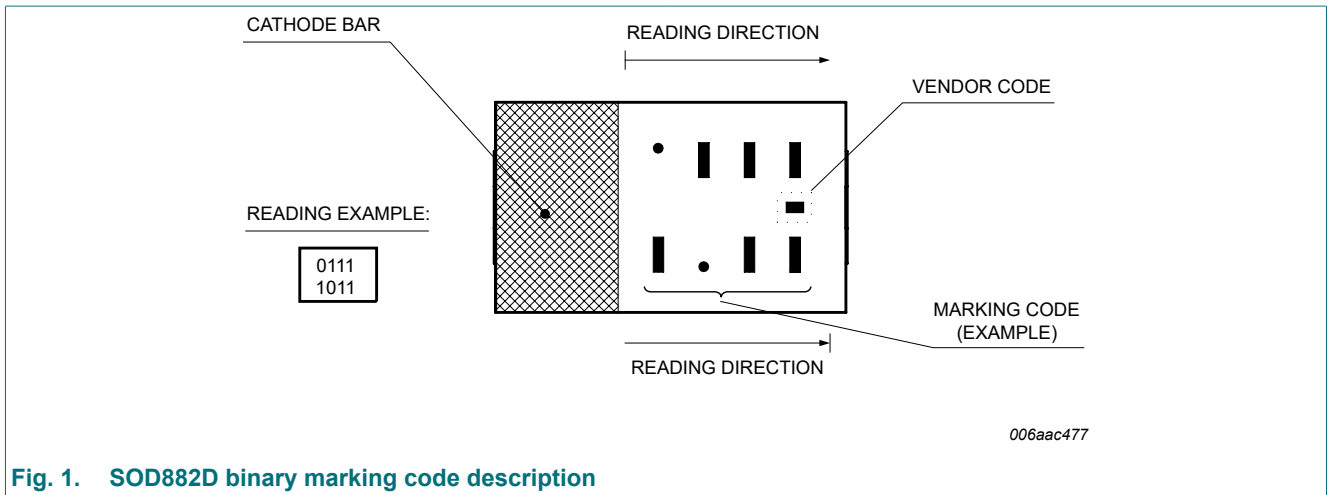 CATHODE BAR
READING DIRECTION
VENDOR CODE
READING EXAMPLE:
0111
1011
MARKING CODE
(EXAMPLE)
READING DIRECTION
006aac477
Fig. 1. SOD882D binary marking code description